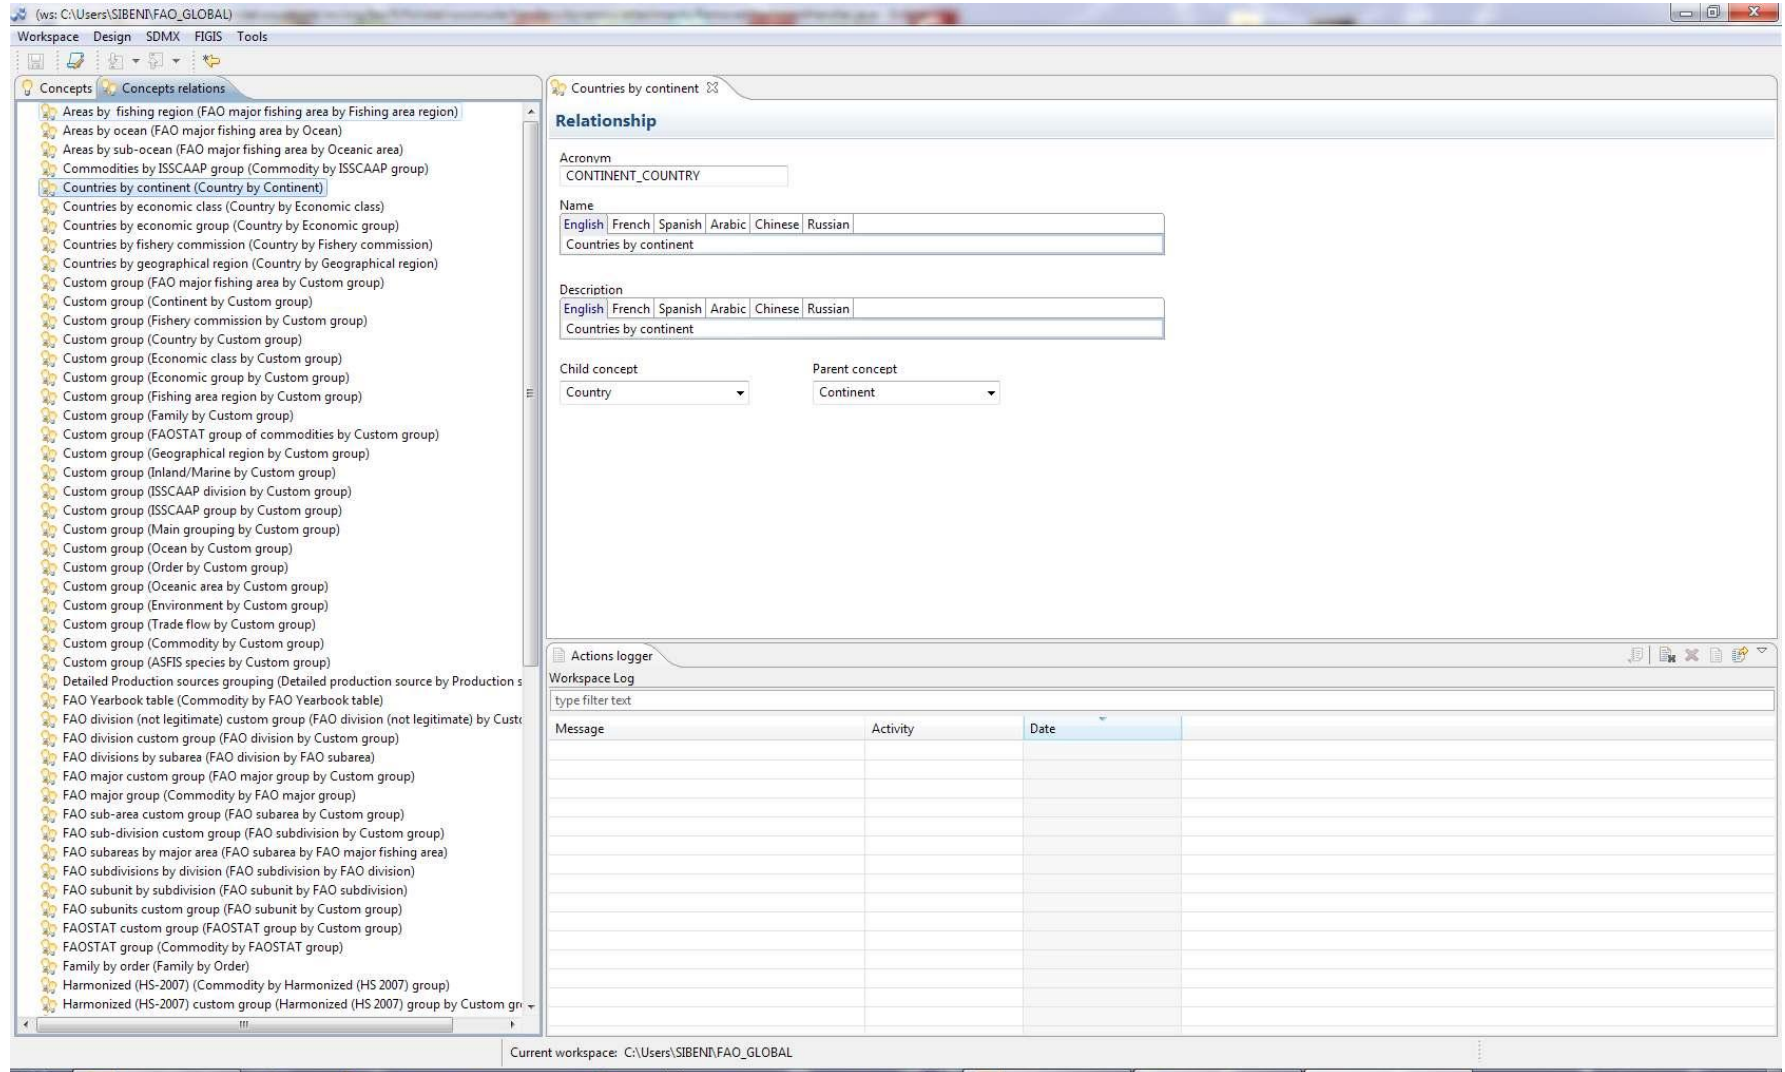 (ws: C:\Users\SIBENI\FAO_GLOBAL)
Workspace Design SDMX FIGIS Tools
Concepts Concepts relations
Areas by fishing region (FAO major fishing area by Fishing area region)
Areas by ocean (FAO major fishing area by Ocean)
Areas by sub-ocean (FAO major fishing area by Oceanic area)
Commodities by ISSCAAP group (Commodity by ISSCAAP group)
Countries by continent (Country by Continent)
Countries by economic class (Country by Economic class)
Countries by economic group (Country by Economic group)
Countries by fishery commission (Country by Fishery commission)
Countries by geographical region (Country by Geographical region)
Custom group (FAO major fishing area by Custom group)
Custom group (Continent by Custom group)
Custom group (Fishery commission by Custom group)
Custom group (Country by Custom group)
Custom group (Economic class by Custom group)
Custom group (Economic group by Custom group)
Custom group (Fishing area region by Custom group)
Custom group (Family by Custom group)
Custom group (FAOSTAT group of commodities by Custom group)
Custom group (Geographical region by Custom group)
Custom group (Inland/Marine by Custom group)
Custom group (ISSCAAP division by Custom group)
Custom group (ISSCAAP group by Custom group)
Custom group (Main grouping by Custom group)
Custom group (Ocean by Custom group)
Custom group (Order by Custom group)
Custom group (Oceanic area by Custom group)
Custom group (Environment by Custom group)
Custom group (Trade flow by Custom group)
Custom group (Commodity by Custom group)
Custom group (ASFIS species by Custom group)
Detailed Production sources grouping (Detailed production source by Production s
FAO Yearbook table (Commodity by FAO Yearbook table)
FAO division (not legitimate) custom group (FAO division (not legitimate) by Custo
FAO division custom group (FAO division by Custom group)
FAO divisions by subarea (FAO division by FAO subarea)
FAO major custom group (FAO major group by Custom group)
FAO major group (Commodity by FAO major group)
FAO sub-area custom group (FAO subarea by Custom group)
FAO sub-division custom group (FAO subdivision by Custom group)
FAO subareas by major area (FAO subarea by FAO major fishing area)
FAO subdivisions by division (FAO subdivision by FAO division)
FAO subunit by subdivision (FAO subunit by FAO subdivision)
FAO subunits custom group (FAO subunit by Custom group)
FAOSTAT custom group (FAOSTAT group by Custom group)
FAOSTAT group (Commodity by FAOSTAT group)
Family by order (Family by Order)
Harmonized (HS-2007) (Commodity by Harmonized (HS 2007) group)
Harmonized (HS-2007) custom group (Harmonized (HS 2007) group by Custom gr
Countries by continent
Relationship
Acronym
CONTINENT_COUNTRY
Name
English French Spanish Arabic Chinese Russian
Countries by continent
Description
English French Spanish Arabic Chinese Russian
Countries by continent
Child concept Parent concept
Country Continent
Actions logger
Workspace Log
type filter text
Message Activity Date
Current workspace: C:\Users\SIBENI\FAO_GLOBAL